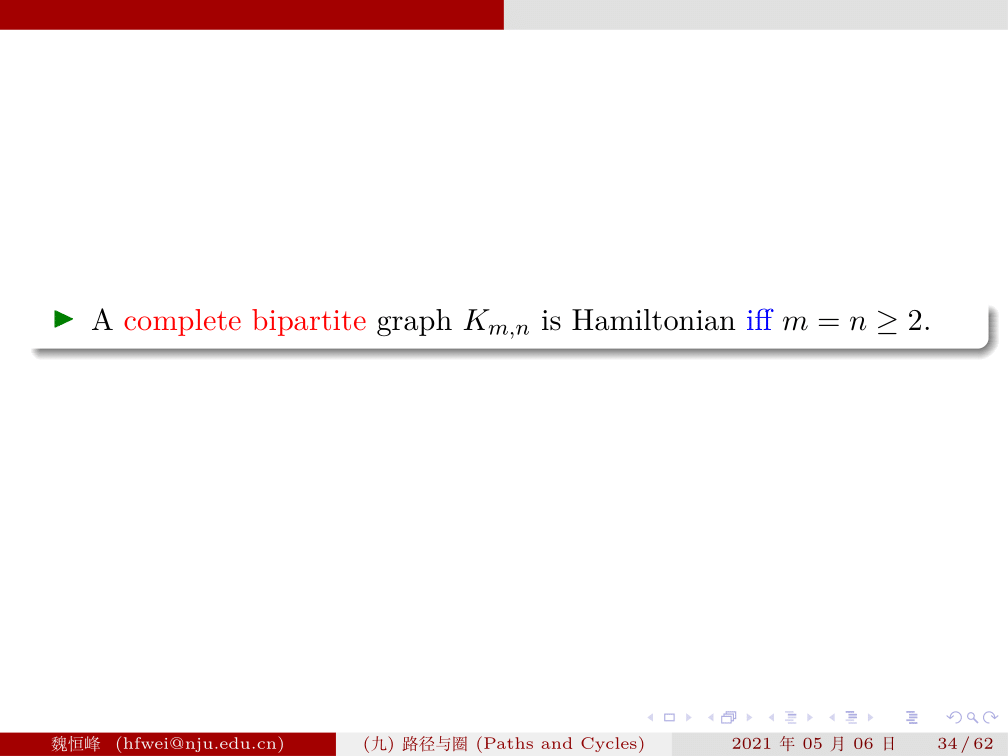 ▶ A complete bipartite graph $K_{m,n}$ is Hamiltonian iff $m = n \geq 2$.
魏恒峰 (hfwei@nju.edu.cn) (九) 路径与圈 (Paths and Cycles) 2021 年 05 月 06 日 34 / 62